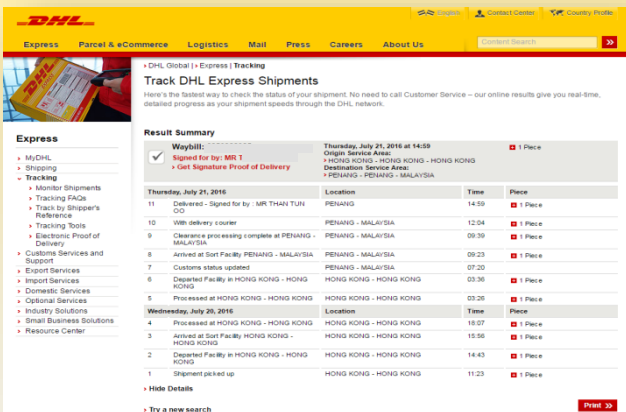 DHL
English
Contact Center
Country Profile
Express Parcel & eCommerce Logistics Mail Press Careers About Us
Content Search
DHL Global | Express | Tracking
Track DHL Express Shipments
Here's the fastest way to check the status of your shipment. No need to call Customer Service – our online results give you real-time,
detailed progress as your shipment speeds through the DHL network.
Express
MyDHL
Shipping
Tracking
Monitor Shipments
Tracking FAQs
Track by Shipper's
Reference
Tracking Tools
Electronic Proof of
Delivery
Customs Services and
Support
Export Services
Import Services
Domestic Services
Optional Services
Industry Solutions
Small Business Solutions
Resource Center
Result Summary
Waybill:
Signed for by: MR T
Get Signature Proof of Delivery
Thursday, July 21, 2016 at 14:59
Origin Service Area:
HONG KONG - HONG KONG - HONG KONG
Destination Service Area:
PENANG - PENANG - MALAYSIA
1 Piece
Thursday, July 21, 2016 Location Time Piece
11 Delivered - Signed for by : MR THAN TUN PENANG 14:59 1 Piece
OO
10 With delivery courier PENANG - MALAYSIA 12:04 1 Piece
9 Clearance processing complete at PENANG - PENANG - MALAYSIA 09:39 1 Piece
MALAYSIA
8 Arrived at Sort Facility PENANG - MALAYSIA PENANG - MALAYSIA 09:23 1 Piece
7 Customs status updated PENANG - MALAYSIA 07:20
6 Departed Facility in HONG KONG - HONG HONG KONG - HONG KONG 03:36 1 Piece
KONG
5 Processed at HONG KONG - HONG KONG HONG KONG - HONG KONG 03:26 1 Piece
Wednesday, July 20, 2016 Location Time Piece
4 Processed at HONG KONG - HONG KONG HONG KONG - HONG KONG 18:07 1 Piece
3 Arrived at Sort Facility HONG KONG - HONG KONG - HONG KONG 15:56 1 Piece
HONG KONG
2 Departed Facility in HONG KONG - HONG HONG KONG - HONG KONG 14:43 1 Piece
KONG
1 Shipment picked up HONG KONG - HONG KONG 11:23 1 Piece
Hide Details
Try a new search
Print